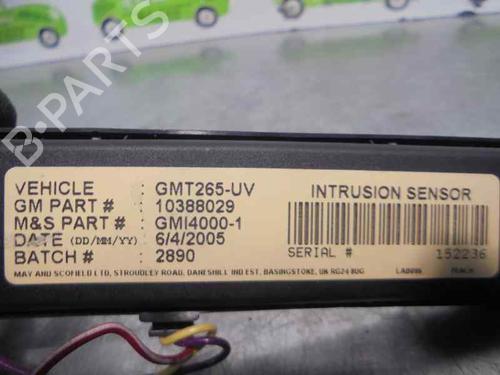 VEHICLE : GMT265-UV
GM PART # : 10388029
M&S PART# : GMI4000-1
DATE (DD/MM/YY) : 6/4/2005
BATCH # : 2890
INTRUSION SENSOR
SERIAL # 152236
MAY AND SCOFIELD LTD, STROUDLEY ROAD, DANESHILL IND EST. BASINGSTOKE, UK RG24 8UG